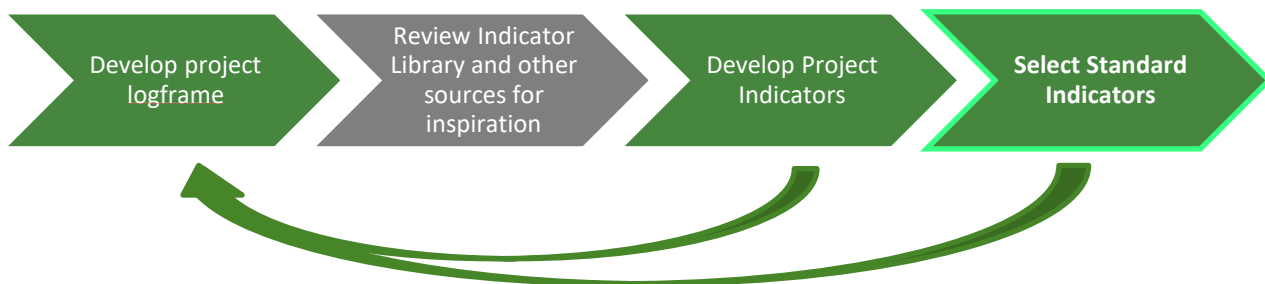 Develop project
logframe
Review Indicator
Library and other
sources for
inspiration
Develop Project
Indicators
Select Standard
Indicators